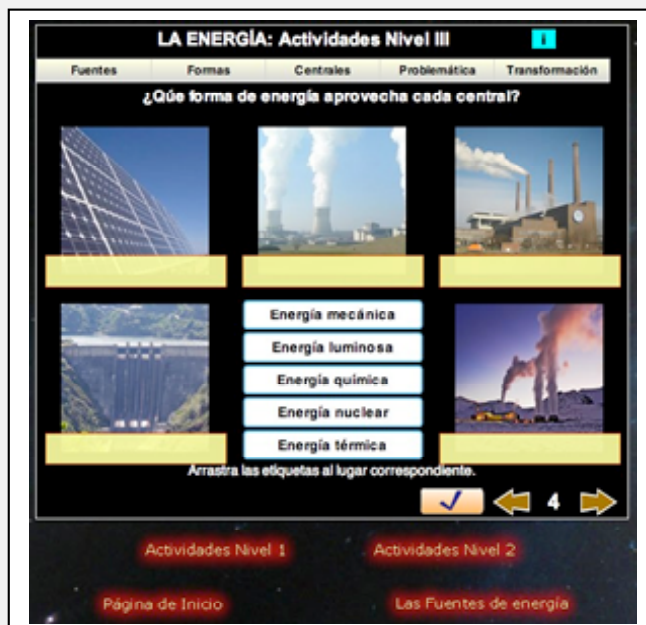 LA ENERGÍA: Actividades Nivel III
i
Fuentes Formas Centrales Problemática Transformación
¿Qúe forma de energía aprovecha cada central?
Energía mecánica
Energía luminosa
Energía química
Energía nuclear
Energía térmica
Arrastra las etiquetas al lugar correspondiente.
4
Actividades Nivel 1 Actividades Nivel 2
Página de Inicio Las Fuentes de energía